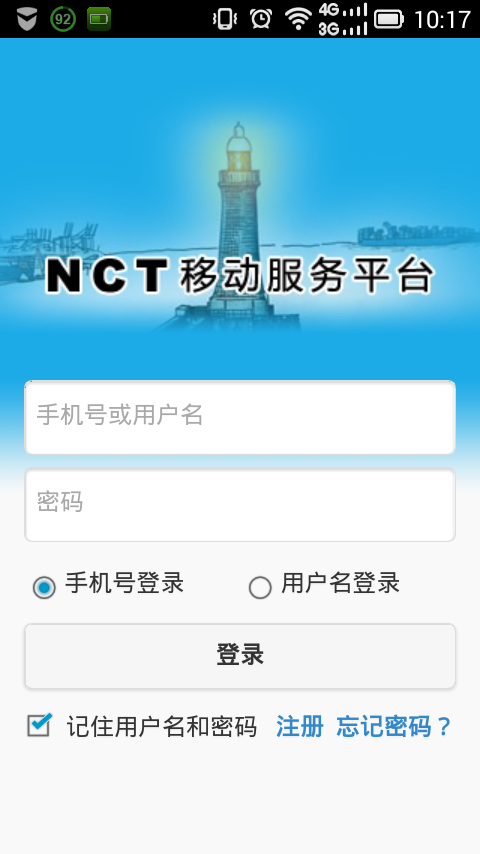 92 4G 3G 10:17
NCT移动服务平台
手机号或用户名
密码
手机号登录 用户名登录
登录
记住用户名和密码 注册 忘记密码？